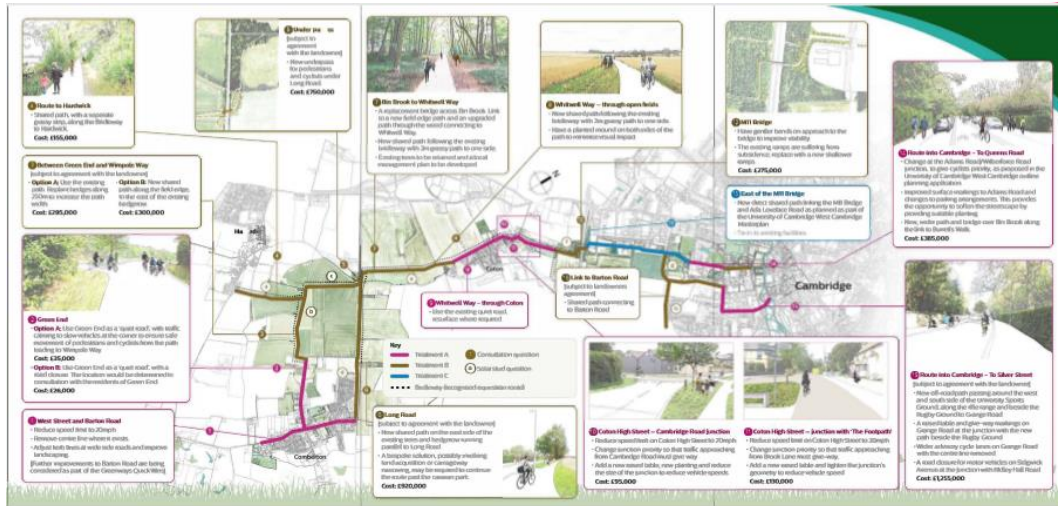 Route to Hardwick
- Shared path, with a separate
grassy strip, along the Bridleway
to Hardwick.
Cost: £155,000
Between Green End and Wimpole Way
[subject to agreement with the landowner]
- Option A: Use the existing
path. Replant hedges along
to increase the path
width.
Cost: £295,000
- Option B: New shared
path along the field edge,
to the east of the existing
hedgerow
Cost: £300,000
2 Green End
- Option A: Use Green End as a 'quiet road', with traffic
calming to slow vehicles at the corner to ensure safe
movement of pedestrians and cyclists from the path
leading to Wimpole Way
Cost: £35,000
- Option B: Use Green End as a 'quiet road', with a
road closure. The location would be determined in
consultation with the residents of Green End
Cost: £26,000
1 West Street and Barton Road
- Reduce speed limit to 20mph
- Remove centre line where exists
- Adjust with side roads and improve
landscaping.
[Further improvements to Barton Road are being
considered as part of the Greenways Quick Wins]
[subject to
agreement
with the landowner]
- New underpass
for pedestrians
and cyclists under
Long Road.
Cost: £750,000
7 Bin Brook to Whitwell Way
- A replacement bridge across Bin Brook. Link
to a new field edge path and an upgraded
path through the wood connecting to
Whitwell Way.
- New shared path following the existing
bridleway with 2m grassy path to one side.
- Existing trees to be retained and
management plan to be developed
8 Whitwell Way – through open fields
- New shared path following the existing
bridleway with 2m grassy path to one side
- Have a planted mound on both sides of the
path to minimise visual impact
M11 Bridge
- Have gentler bends on approach to the
bridge to improve visibility
- The existing ramps are suffering from
subsidence, replace with a new shallower
ramps
Cost: £275,000
East of the M11 Bridge
- New direct shared path linking the M11 Bridge
and Ada Lovelace Road as planned as part of
the University of Cambridge West Cambridge
Masterplan
- Tie in to existing facilities
Route into Cambridge – To Queens Road
- Change at the Adams Road/Wilberforce Road
junction, to give cyclists priority, as proposed in the
University of Cambridge West Cambridge outline
planning application
- Improved surface markings to Adams Road and
changes to parking arrangements. This provides
the opportunity to soften the streetscape by
providing suitable planting
- New, wider path and bridge over Bin Brook along
the link to Burrell's Walk.
Cost: £385,000
9 Whitwell Way – through Coton
- Use the existing quiet road,
resurface where required
Link to Barton Road
[subject to landowners
agreement]
- Shared path connecting
to Barton Road
Coton
Cambridge
Comberton
Key
Treatment A
Treatment B
Treatment C
Consultation question
Bridleway (recognised equestrian route)
Long Road
[subject to agreement with the landowner]
- New shared path on the east side of the
existing trees and hedgerow running
parallel to Long Road
- A bespoke solution, possibly involving
land acquisition or carriageway
narrowing, may be required to continue
the route past the caravan park.
Cost: £920,000
10 Coton High Street – Cambridge Road junction
- Reduce speed limit on Coton High Street to 20mph
- Change junction priority so that traffic approaching
from Cambridge Road must give way
- Add a new raised table, new planting and reduce
the size of the junction to reduce vehicle speeds.
Cost: £95,000
11 Coton High Street – junction with 'The Footpath'
- Reduce speed limit on Coton High Street to 20mph
- Change junction priority so that traffic approaching
from Brook Lane must give way
- Add a new raised table and tighten the junction's
geometry to reduce vehicle speed
Cost: £130,000
15 Route into Cambridge – To Silver Street
[subject to agreement with the landowner]
- New off-road path passing around the west
and south side of the University Sports
Ground, along the rifle range and beside the
Rugby Ground to Grange Road
- A raised table and give-way markings on
Grange Road at the junction with the new
path beside the Rugby Ground
- Wider advisory cycle lanes on Grange Road
with the centre line removed
- A road closure for motor vehicles on Sidgwick
Avenue at the junction with Ridley Hall Road
Cost: £1,255,000